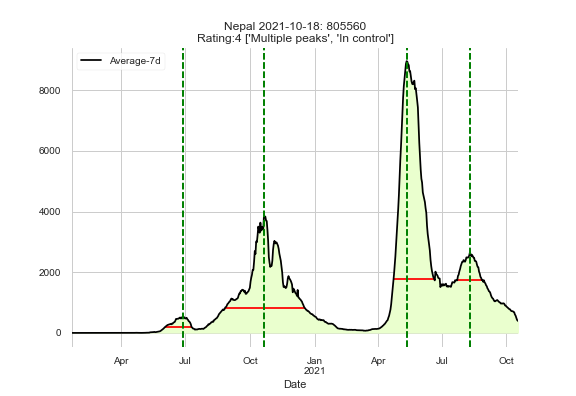 Nepal 2021-10-18: 805560
Rating:4 ['Multiple peaks', 'In control']
Average-7d
8000
6000
4000
2000
0
Apr Jul Oct Jan Apr Jul Oct
2021
Date